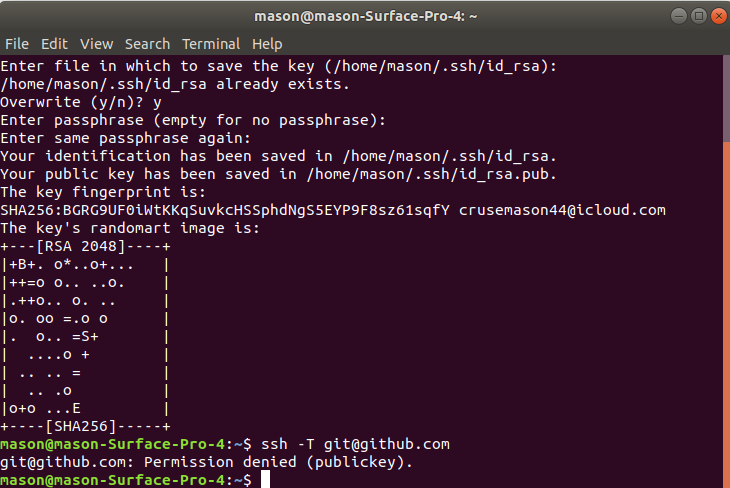 mason@mason-Surface-Pro-4: ~
File Edit View Search Terminal Help
Enter file in which to save the key (/home/mason/.ssh/id_rsa):
/home/mason/.ssh/id_rsa already exists.
Overwrite (y/n)? y
Enter passphrase (empty for no passphrase):
Enter same passphrase again:
Your identification has been saved in /home/mason/.ssh/id_rsa.
Your public key has been saved in /home/mason/.ssh/id_rsa.pub.
The key fingerprint is:
SHA256:BGRG9UF0iWtKKqSuvkcHSSphdNgS5EYP9F8sz61sqfY crusemason44@icloud.com
The key's randomart image is:
+---[RSA 2048]----+
|+B+. o*..o+...   |
|++=o o.. ..o.    |
|.++o.. o. ..     |
|o. oo =.o o      |
|.  o.. =S+       |
|  ....o +        |
| .. .. =         |
|  .. .o          |
|o+o ...E         |
+----[SHA256]-----+
mason@mason-Surface-Pro-4:~$ ssh -T git@github.com
git@github.com: Permission denied (publickey).
mason@mason-Surface-Pro-4:~$